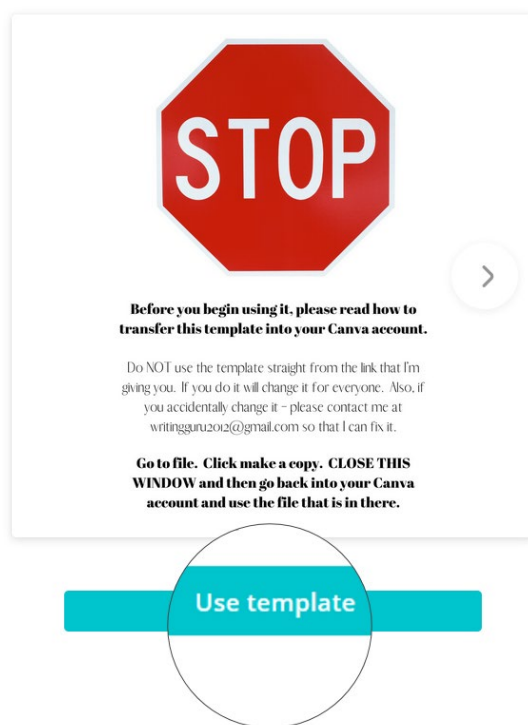 STOP
Before you begin using it, please read how to
transfer this template into your Canva account.
Do NOT use the template straight from the link that I'm
giving you. If you do it will change it for everyone. Also, if
you accidentally change it - please contact me at
writingguru2012@gmail.com so that I can fix it.
Go to file. Click make a copy. CLOSE THIS
WINDOW and then go back into your Canva
account and use the file that is in there.
Use template